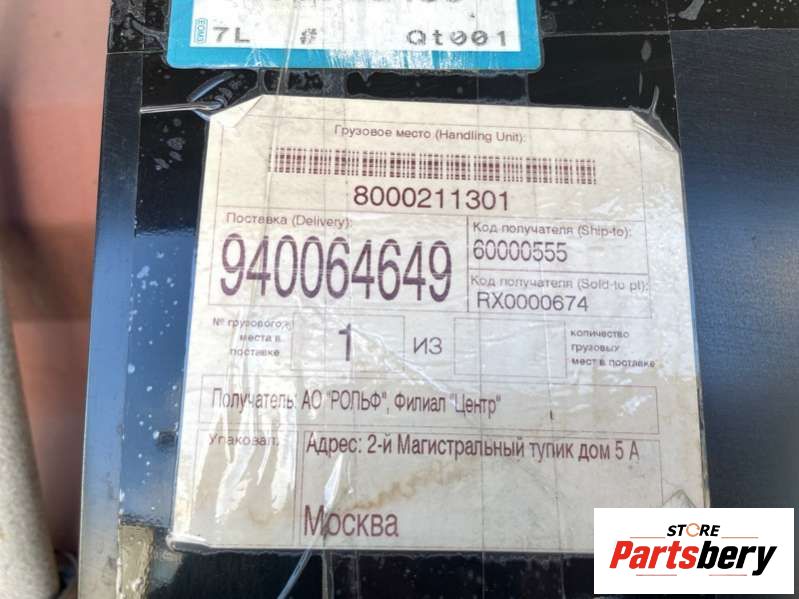 7L # Qt001
Грузовое место (Handling Unit):
8000211301
Поставка (Delivery):
940064649
Код получателя (Ship-to):
60000555
Код получателя (Sold-to pt):
RX0000674
№ грузового
места в
поставке
1
ИЗ
количество
грузовых
мест в поставке
Получатель: АО "РОЛЬФ", Филиал "Центр"
Упаковал:
Адрес: 2-й Магистральный тупик дом 5 А
Москва
STORE
Partsbery